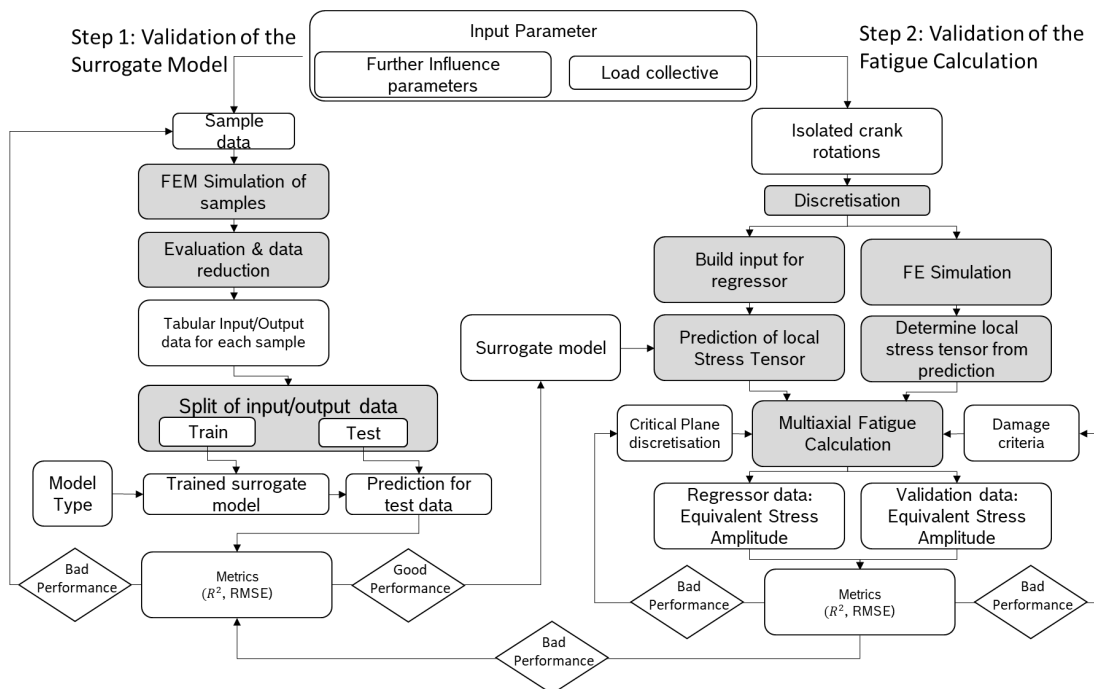 Step 1: Validation of the
Surrogate Model
Input Parameter
Further Influence
parameters
Load collective
Step 2: Validation of the
Fatigue Calculation
Sample
data
FEM Simulation of
samples
Evaluation & data
reduction
Tabular Input/Output
data for each sample
Split of input/output data
Train
Test
Model
Type
Trained surrogate
model
Prediction for
test data
Bad
Performance
Metrics
(R², RMSE)
Good
Performance
Isolated crank
rotations
Discretisation
Build input for
regressor
FE Simulation
Surrogate model
Prediction of local
Stress Tensor
Determine local
stress tensor from
prediction
Critical Plane
discretisation
Multiaxial Fatigue
Calculation
Damage
criteria
Regressor data:
Equivalent Stress
Amplitude
Validation data:
Equivalent Stress
Amplitude
Bad
Performance
Metrics
(R², RMSE)
Bad
Performance
Bad
Performance